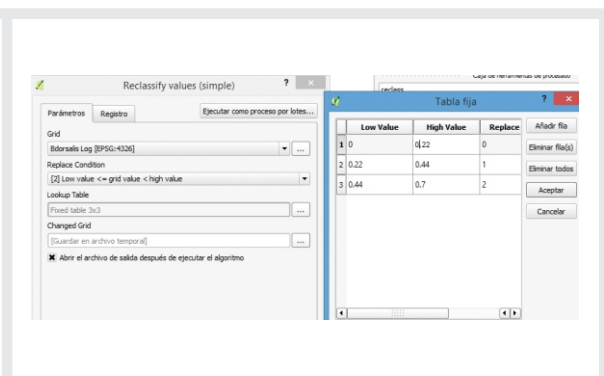 Reclassify values (simple)
Parámetros
Registro
Ejecutar como proceso por lotes...
Grid
Bdorsalis Log [EPSG:4326]
Replace Condition
[2] Low value <= grid value < high value
Lookup Table
Fixed table 3x3
Changed Grid
[Guardar en archivo temporal]
Abrir el archivo de salida después de ejecutar el algoritmo
Caja de herramientas de procesado
reclass
Tabla fija
Low Value High Value Replace
1 0 0.22 0
2 0.22 0.44 1
3 0.44 0.7 2
Añadir fila
Eliminar fila(s)
Eliminar todos
Aceptar
Cancelar